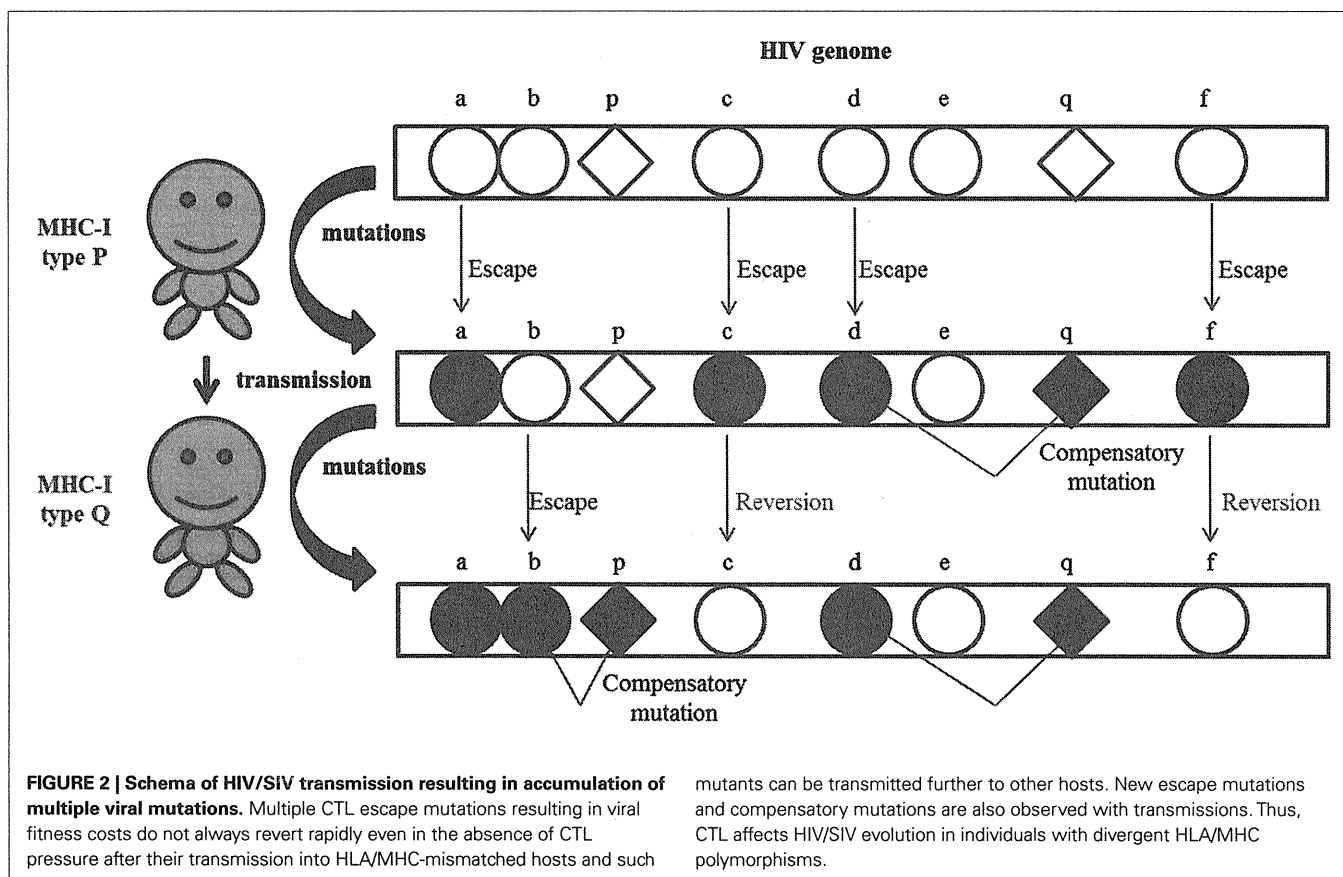 HIV genome
a b p c d e q f
MHC-I
type P
mutations
Escape Escape Escape Escape
a b p c d e q f
transmission
Compensatory
mutation
MHC-I
type Q
mutations
Escape Reversion Reversion
a b p c d e q f
Compensatory
mutation
FIGURE 2 | Schema of HIV/SIV transmission resulting in accumulation of
multiple viral mutations. Multiple CTL escape mutations resulting in viral
fitness costs do not always revert rapidly even in the absence of CTL
pressure after their transmission into HLA/MHC-mismatched hosts and such
mutants can be transmitted further to other hosts. New escape mutations
and compensatory mutations are also observed with transmissions. Thus,
CTL affects HIV/SIV evolution in individuals with divergent HLA/MHC
polymorphisms.